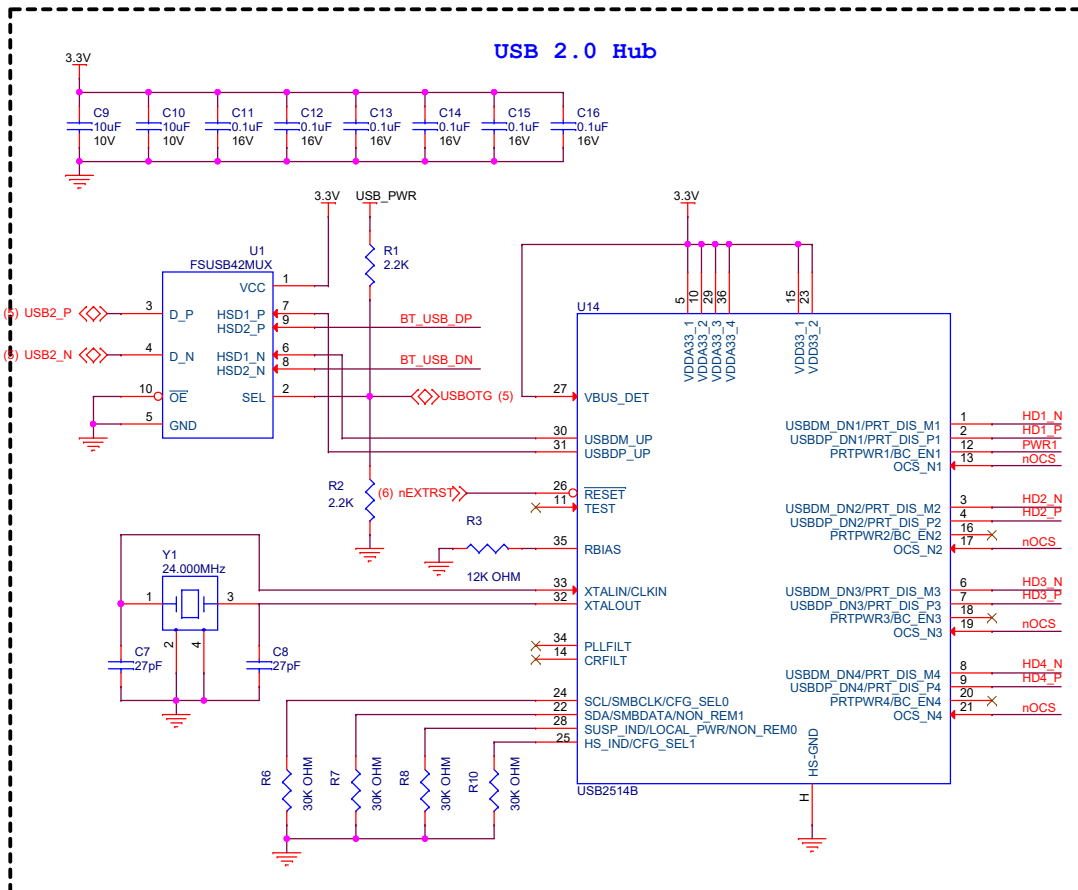 USB 2.0 Hub
3.3V
C9 C10 C11 C12 C13 C14 C15 C16
10uF 10uF 0.1uF 0.1uF 0.1uF 0.1uF 0.1uF 0.1uF
10V 10V 16V 16V 16V 16V 16V 16V
3.3V USB_PWR 3.3V
R1
2.2K
U1
FSUSB42MUX
VCC 1
(5) USB2_P 3 D_P HSD1_P 7
HSD2_P 9 BT_USB_DP
(5) USB2_N 4 D_N HSD1_N 6
HSD2_N 8 BT_USB_DN
10 OE SEL 2 USBOTG (5)
5 GND
R2
2.2K
(6) nEXTRST
R3
12K OHM
Y1
24.000MHz
1 3
2 4
C7 C8
27pF 27pF
R6 R7 R8 R10
30K OHM 30K OHM 30K OHM 30K OHM
U14
5 10 29 36 15 23
VDDA33_1 VDDA33_2 VDDA33_3 VDDA33_4 VDD33_1 VDD33_2
27 VBUS_DET
30 USBDM_UP
31 USBDP_UP
26 RESET
11 TEST
35 RBIAS
33 XTALIN/CLKIN
32 XTALOUT
34 PLLFILT
14 CRFILT
24 SCL/SMBCLK/CFG_SEL0
22 SDA/SMBDATA/NON_REM1
28 SUSP_IND/LOCAL_PWR/NON_REM0
25 HS_IND/CFG_SEL1
USBDM_DN1/PRT_DIS_M1 1 HD1_N
USBDP_DN1/PRT_DIS_P1 2 HD1_P
PRTPWR1/BC_EN1 12 PWR1
OCS_N1 13 nOCS
USBDM_DN2/PRT_DIS_M2 3 HD2_N
USBDP_DN2/PRT_DIS_P2 4 HD2_P
PRTPWR2/BC_EN2 16
OCS_N2 17 nOCS
USBDM_DN3/PRT_DIS_M3 6 HD3_N
USBDP_DN3/PRT_DIS_P3 7 HD3_P
PRTPWR3/BC_EN3 18
OCS_N3 19 nOCS
USBDM_DN4/PRT_DIS_M4 8 HD4_N
USBDP_DN4/PRT_DIS_P4 9 HD4_P
PRTPWR4/BC_EN4 20
OCS_N4 21 nOCS
HS-GND
H
USB2514B